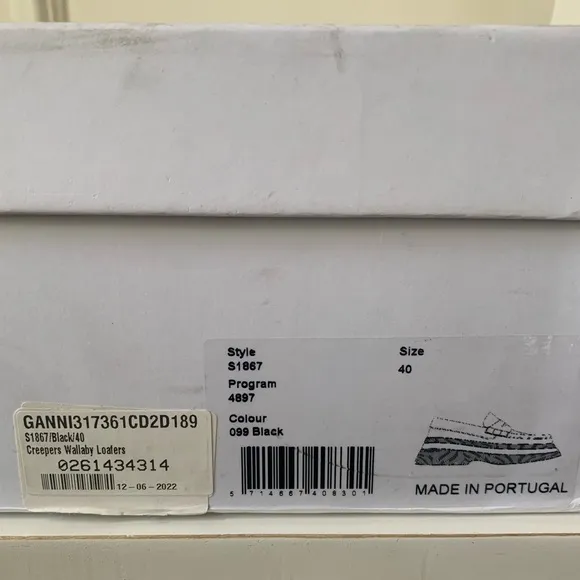 Style
S1867
Program
4897
Colour
099 Black
Size
40
5 714667 408301
MADE IN PORTUGAL
GANNI317361CD2D189
S1867/Black/40
Creepers Wallaby Loafers
0261434314
12-06-2022